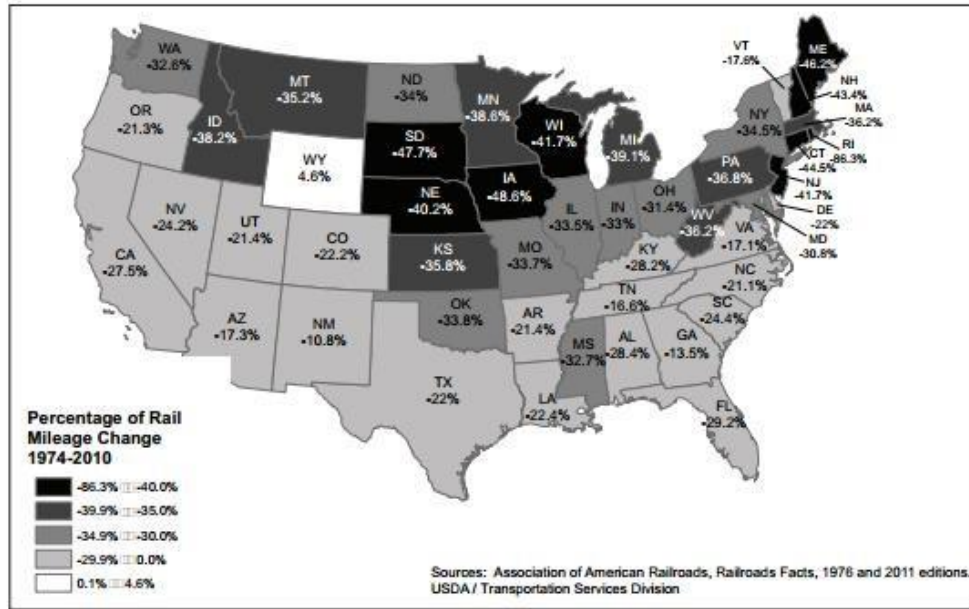 WA
-32.6%
OR
-21.3%
ID
-38.2%
MT
-35.2%
ND
-34%
MN
-38.6%
SD
-47.7%
WY
4.6%
NE
-40.2%
WI
-41.7%
MI
-39.1%
IA
-48.6%
VT
-17.6%
ME
-46.2%
NH
-43.4%
MA
-36.2%
NY
-34.5%
RI
-86.3%
CT
-44.5%
PA
-36.8%
NJ
-41.7%
DE
-22%
MD
-30.8%
NV
-24.2%
UT
-21.4%
CO
-22.2%
CA
-27.5%
KS
-35.8%
MO
-33.7%
IL
-33.5%
IN
-33%
OH
-31.4%
WV
-36.2%
VA
-17.1%
KY
-28.2%
NC
-21.1%
TN
-16.6%
SC
-24.4%
AZ
-17.3%
NM
-10.8%
OK
-33.8%
AR
-21.4%
MS
-32.7%
AL
-28.4%
GA
-13.5%
TX
-22%
LA
-22.4%
FL
-29.2%
Percentage of Rail
Mileage Change
1974-2010
-86.3% -40.0%
-39.9% -35.0%
-34.9% -30.0%
-29.9% 0.0%
0.1% 4.6%
Sources: Association of American Railroads, Railroads Facts, 1976 and 2011 editions.
USDA / Transportation Services Division